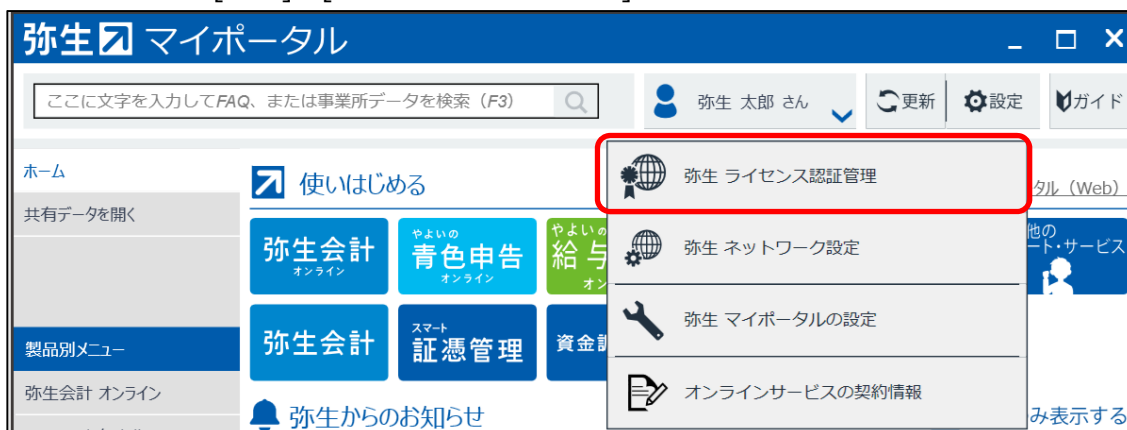 弥生 マイポータル
ここに文字を入力してFAQ、または事業所データを検索（F3）
弥生 太郎 さん
更新
設定
ガイド
ホーム
共有データを開く
製品別メニュー
弥生会計 オンライン
使いはじめる
弥生会計
オンライン
やよいの
青色申告
オンライン
やよいの
給与
弥生会計
スマート
証憑管理
弥生からのお知らせ
弥生 ライセンス認証管理
弥生 ネットワーク設定
弥生 マイポータルの設定
オンラインサービスの契約情報
タル（Web）
他の
ート・サービス
み表示する